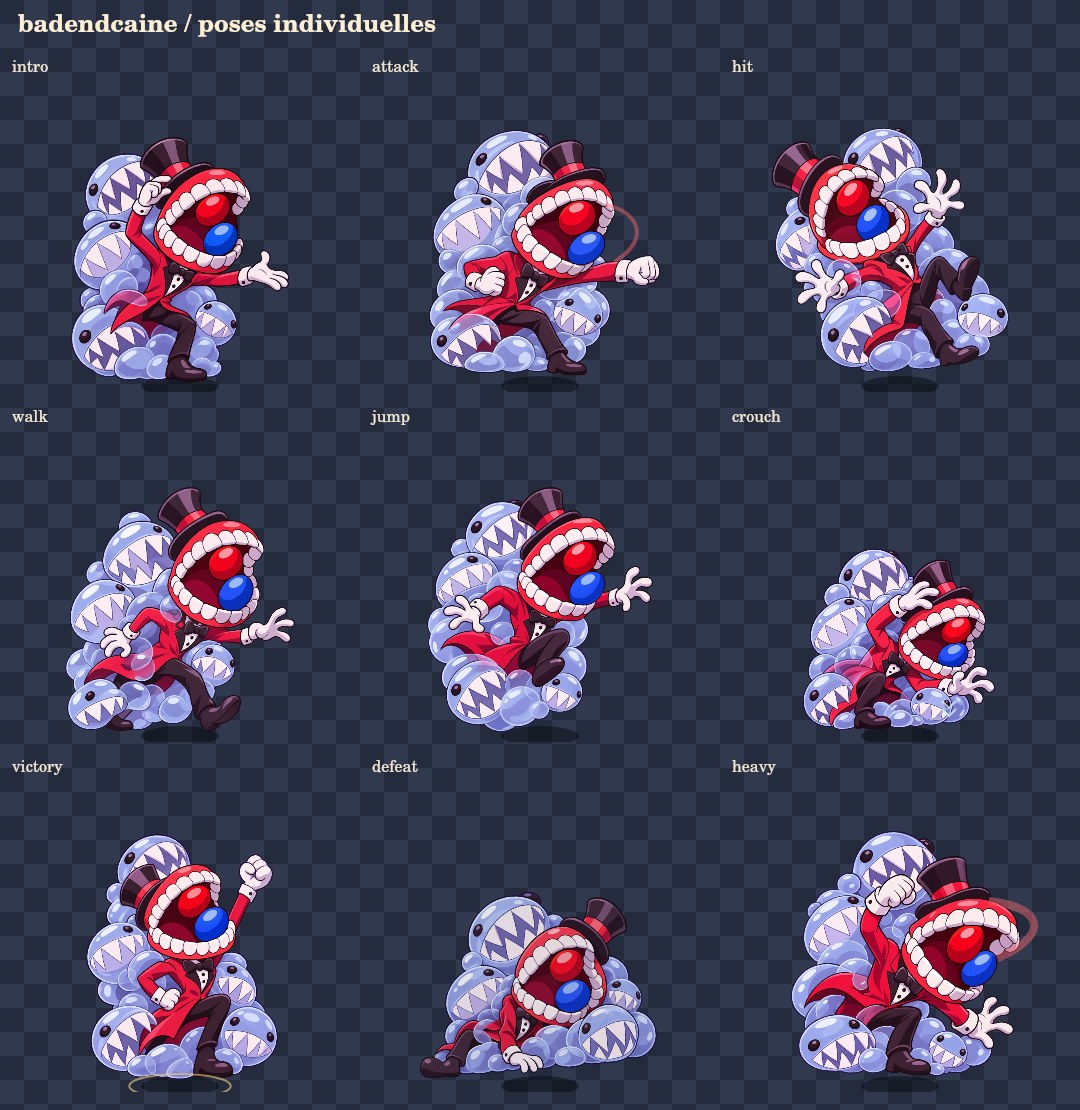 badendcaine / poses individuelles
intro
attack
hit
walk
jump
crouch
victory
defeat
heavy